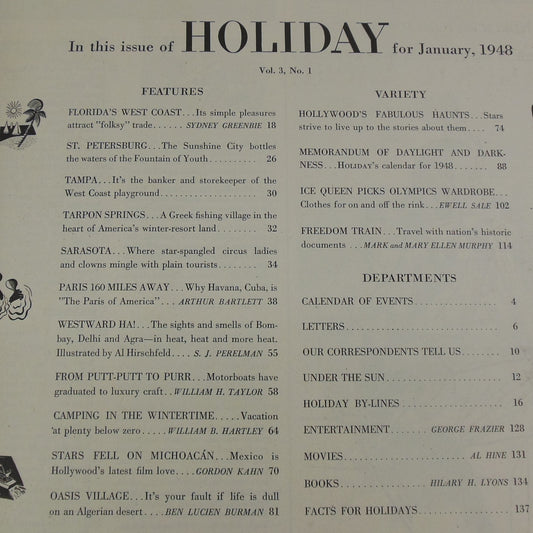 In this issue of HOLIDAY for January, 1948
Vol. 3, No. 1
FEATURES
FLORIDA'S WEST COAST...Its simple pleasures
attract "folksy" trade...... SYDNEY GREENBIE 18
ST. PETERSBURG...The Sunshine City bottles
the waters of the Fountain of Youth.......... 26
TAMPA...It's the banker and storekeeper of the
West Coast playground.................. 30
TARPON SPRINGS...A Greek fishing village in the
heart of America's winter-resort land........ 32
SARASOTA...Where star-spangled circus ladies
and clowns mingle with plain tourists........ 34
PARIS 160 MILES AWAY...Why Havana, Cuba, is
"The Paris of America"... ARTHUR BARTLETT 38
WESTWARD HA!...The sights and smells of Bom-
bay, Delhi and Agra—in heat, heat and more heat.
Illustrated by Al Hirschfeld.... S. J. PERELMAN 55
FROM PUTT-PUTT TO PURR...Motorboats have
graduated to luxury craft.. WILLIAM H. TAYLOR 58
CAMPING IN THE WINTERTIME.....Vacation
at plenty below zero..... WILLIAM B. HARTLEY 64
STARS FELL ON MICHOACÁN...Mexico is
Hollywood's latest film love.... GORDON KAHN 70
OASIS VILLAGE...It's your fault if life is dull
on an Algerian desert.... BEN LUCIEN BURMAN 81
VARIETY
HOLLYWOOD'S FABULOUS HAUNTS...Stars
strive to live up to the stories about them.... 74
MEMORANDUM OF DAYLIGHT AND DARK-
NESS...HOLIDAY's calendar for 1948....... 88
ICE QUEEN PICKS OLYMPICS WARDROBE...
Clothes for on and off the rink...EWELL SALE 102
FREEDOM TRAIN...Travel with nation's historic
documents ... MARK and MARY ELLEN MURPHY 114
DEPARTMENTS
CALENDAR OF EVENTS................ 4
LETTERS............................ 6
OUR CORRESPONDENTS TELL US........ 10
UNDER THE SUN..................... 12
HOLIDAY BY-LINES.................. 16
ENTERTAINMENT........ GEORGE FRAZIER 128
MOVIES...................... AL HINE 131
BOOKS............... HILARY H. LYONS 134
FACTS FOR HOLIDAYS................ 137